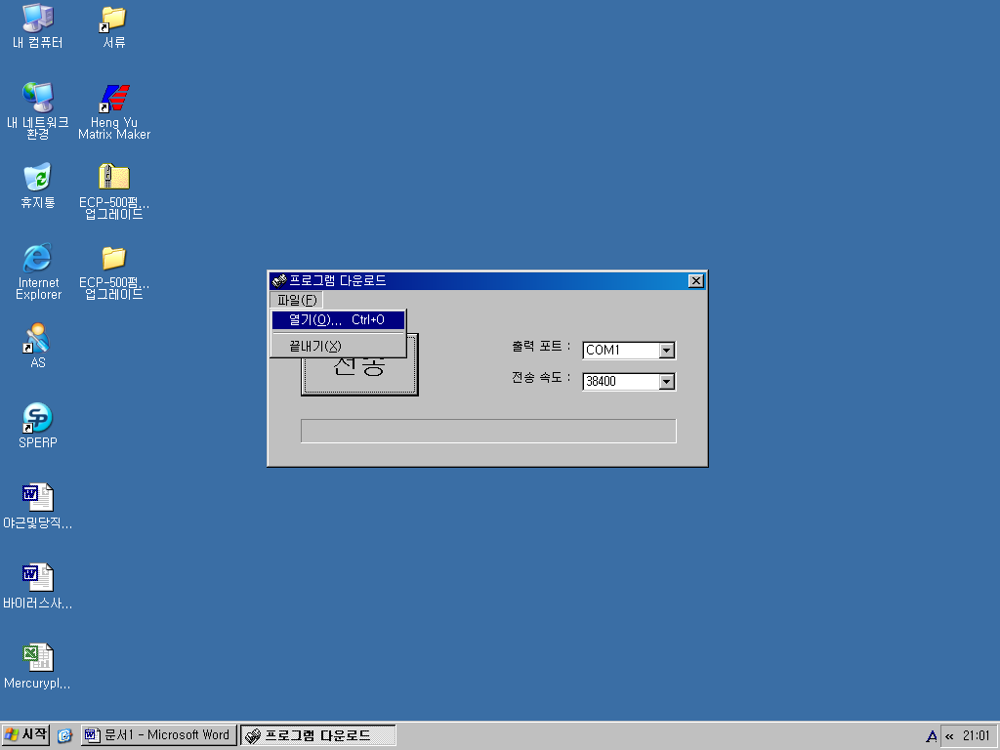 내 컴퓨터
서류
내 네트워크
환경
Heng Yu
Matrix Maker
휴지통
ECP-500펌...
업그레이드
Internet
Explorer
ECP-500펌...
업그레이드
AS
SPERP
야근및당직...
바이러스사...
Mercurypl...
프로그램 다운로드
파일(F)
열기(O)... Ctrl+O
끝내기(X)
전송
출력 포트 : COM1
전송 속도 : 38400
시작
문서1 - Microsoft Word
프로그램 다운로드
A « 21:01